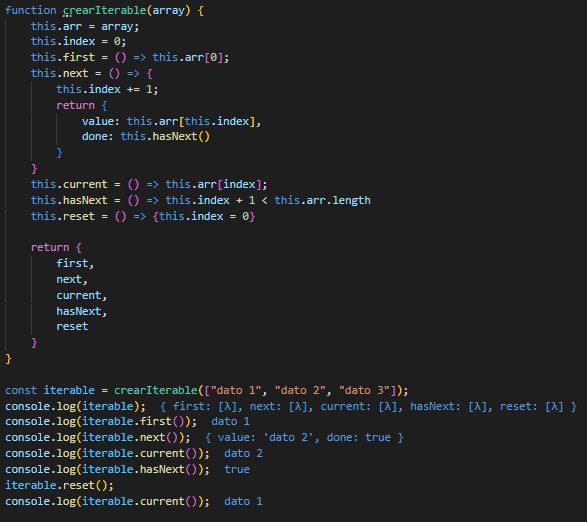 function crearIterable(array) {
    this.arr = array;
    this.index = 0;
    this.first = () => this.arr[0];
    this.next = () => {
        this.index += 1;
        return {
            value: this.arr[this.index],
            done: this.hasNext()
        }
    }
    this.current = () => this.arr[index];
    this.hasNext = () => this.index + 1 < this.arr.length
    this.reset = () => {this.index = 0}

    return {
        first,
        next,
        current,
        hasNext,
        reset
    }
}

const iterable = crearIterable(["dato 1", "dato 2", "dato 3"]);
console.log(iterable);  { first: [λ], next: [λ], current: [λ], hasNext: [λ], reset: [λ] }
console.log(iterable.first());  dato 1
console.log(iterable.next());  { value: 'dato 2', done: true }
console.log(iterable.current());  dato 2
console.log(iterable.hasNext());  true
iterable.reset();
console.log(iterable.current());  dato 1